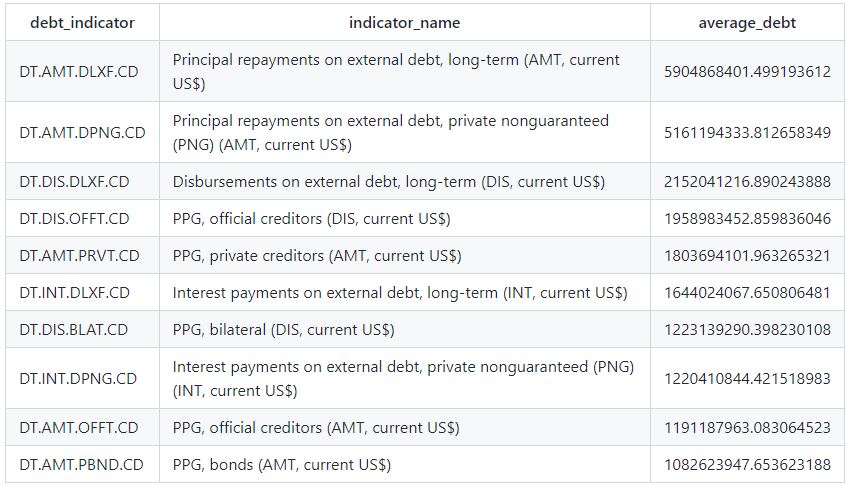 debt_indicator indicator_name average_debt
DT.AMT.DLXF.CD Principal repayments on external debt, long-term (AMT, current 5904868401.499193612
US$)
DT.AMT.DPNG.CD Principal repayments on external debt, private nonguaranteed 5161194333.812658349
(PNG) (AMT, current US$)
DT.DIS.DLXF.CD Disbursements on external debt, long-term (DIS, current US$) 2152041216.890243888
DT.DIS.OFFT.CD PPG, official creditors (DIS, current US$) 1958983452.859836046
DT.AMT.PRVT.CD PPG, private creditors (AMT, current US$) 1803694101.963265321
DT.INT.DLXF.CD Interest payments on external debt, long-term (INT, current US$) 1644024067.650806481
DT.DIS.BLAT.CD PPG, bilateral (DIS, current US$) 1223139290.398230108
DT.INT.DPNG.CD Interest payments on external debt, private nonguaranteed (PNG) 1220410844.421518983
(INT, current US$)
DT.AMT.OFFT.CD PPG, official creditors (AMT, current US$) 1191187963.083064523
DT.AMT.PBND.CD PPG, bonds (AMT, current US$) 1082623947.653623188